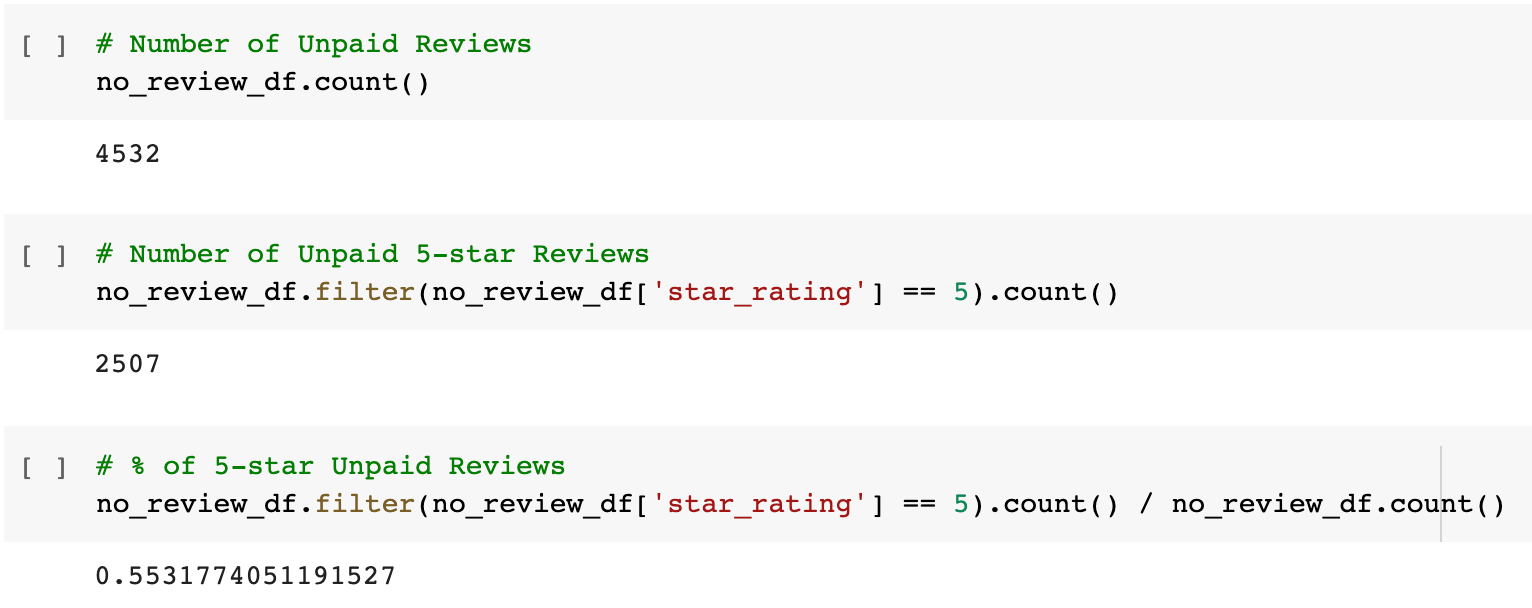 [ ] # Number of Unpaid Reviews
no_review_df.count()
4532
[ ] # Number of Unpaid 5-star Reviews
no_review_df.filter(no_review_df['star_rating'] == 5).count()
2507
[ ] # % of 5-star Unpaid Reviews
no_review_df.filter(no_review_df['star_rating'] == 5).count() / no_review_df.count()
0.5531774051191527